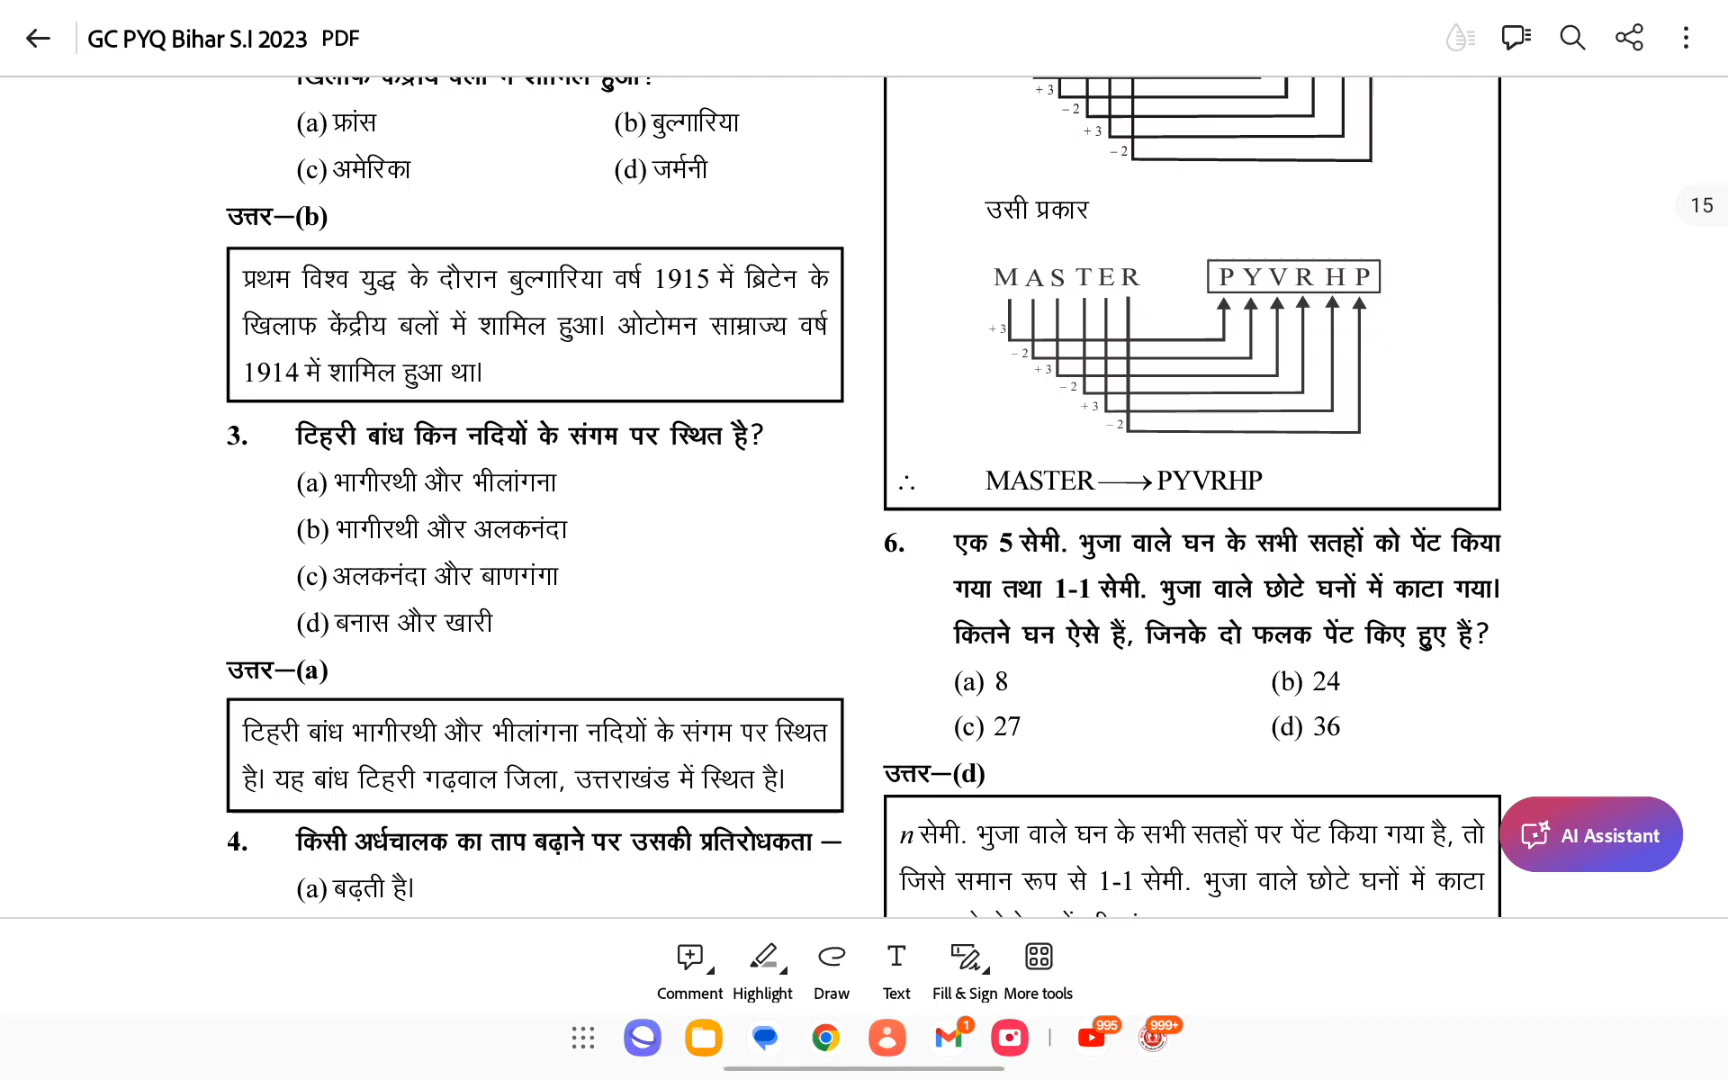 GC PYQ Bihar S.I 2023 PDF
खिलाफ केंद्रीय बलों में शामिल हुआ?
(a) फ्रांस (b) बुल्गारिया
(c) अमेरिका (d) जर्मनी
उत्तर—(b)
प्रथम विश्व युद्ध के दौरान बुल्गारिया वर्ष 1915 में ब्रिटेन के
खिलाफ केंद्रीय बलों में शामिल हुआ। ओटोमन साम्राज्य वर्ष
1914 में शामिल हुआ था।
3. टिहरी बांध किन नदियों के संगम पर स्थित है?
(a) भागीरथी और भीलांगना
(b) भागीरथी और अलकनंदा
(c) अलकनंदा और बाणगंगा
(d) बनास और खारी
उत्तर—(a)
टिहरी बांध भागीरथी और भीलांगना नदियों के संगम पर स्थित
है। यह बांध टिहरी गढ़वाल जिला, उत्तराखंड में स्थित है।
4. किसी अर्धचालक का ताप बढ़ाने पर उसकी प्रतिरोधकता —
(a) बढ़ती है।
+ 3
– 2
+ 3
– 2
उसी प्रकार
M A S T E R P Y V R H P
+ 3
– 2
+ 3
– 2
+ 3
– 2
∴ MASTER ⟶ PYVRHP
6. एक 5 सेमी. भुजा वाले घन के सभी सतहों को पेंट किया
गया तथा 1-1 सेमी. भुजा वाले छोटे घनों में काटा गया।
कितने घन ऐसे हैं, जिनके दो फलक पेंट किए हुए हैं?
(a) 8 (b) 24
(c) 27 (d) 36
उत्तर—(d)
n सेमी. भुजा वाले घन के सभी सतहों पर पेंट किया गया है, तो
जिसे समान रूप से 1-1 सेमी. भुजा वाले छोटे घनों में काटा
15
AI Assistant
Comment Highlight Draw Text Fill & Sign More tools
1 995 999+